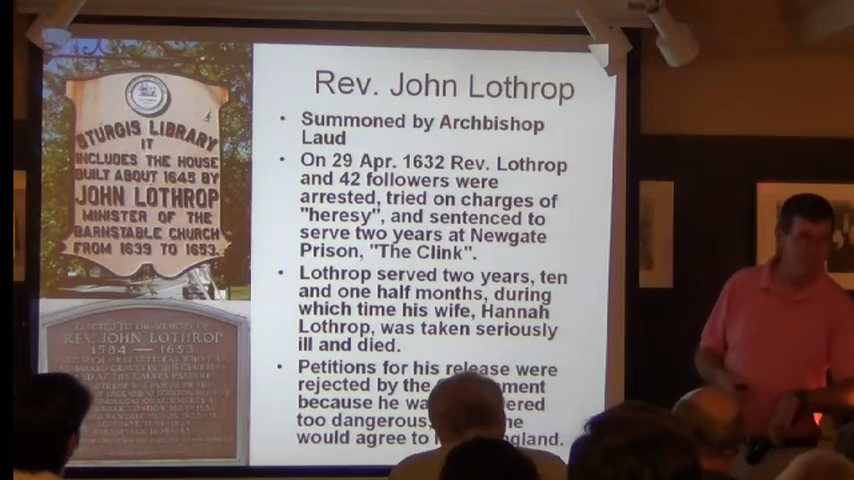 STURGIS LIBRARY
IT
INCLUDES THE HOUSE
BUILT ABOUT 1645 BY
JOHN LOTHROP
MINISTER OF THE
BARNSTABLE CHURCH
FROM 1639 TO 1653.
ERECTED TO THE MEMORY OF
REV. JOHN LOTHROP
1584 — 1653
Rev. John Lothrop
• Summoned by Archbishop
Laud
• On 29 Apr. 1632 Rev. Lothrop
and 42 followers were
arrested, tried on charges of
"heresy", and sentenced to
serve two years at Newgate
Prison, "The Clink".
• Lothrop served two years, ten
and one half months, during
which time his wife, Hannah
Lothrop, was taken seriously
ill and died.
• Petitions for his release were
rejected by the
because he
too dangerous,
would agree to